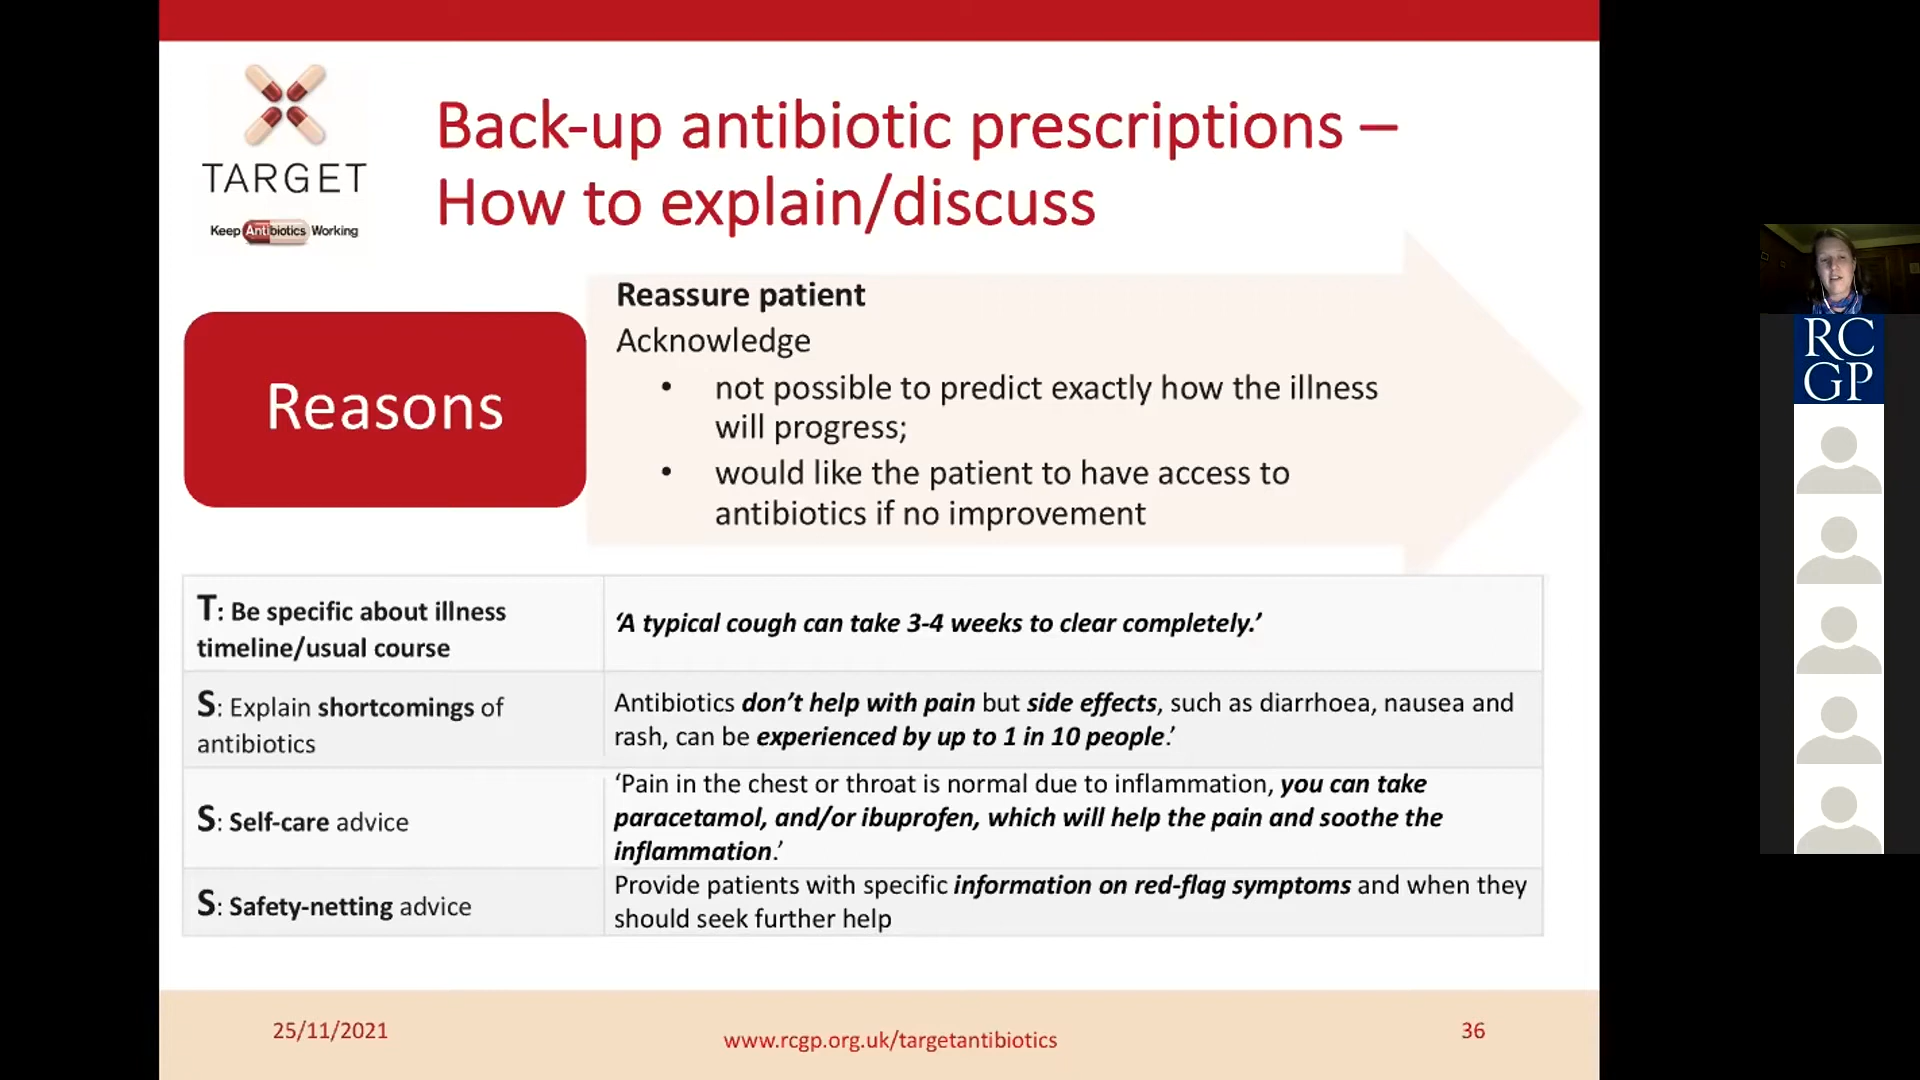 TARGET
Keep Antibiotics Working
Back-up antibiotic prescriptions –
How to explain/discuss
Reasons
Reassure patient
Acknowledge
• not possible to predict exactly how the illness
will progress;
• would like the patient to have access to
antibiotics if no improvement
T: Be specific about illness
timeline/usual course
‘A typical cough can take 3-4 weeks to clear completely.’
S: Explain shortcomings of
antibiotics
Antibiotics don’t help with pain but side effects, such as diarrhoea, nausea and
rash, can be experienced by up to 1 in 10 people.’
S: Self-care advice
‘Pain in the chest or throat is normal due to inflammation, you can take
paracetamol, and/or ibuprofen, which will help the pain and soothe the
inflammation.’
S: Safety-netting advice
Provide patients with specific information on red-flag symptoms and when they
should seek further help
25/11/2021
www.rcgp.org.uk/targetantibiotics
36
RC
GP